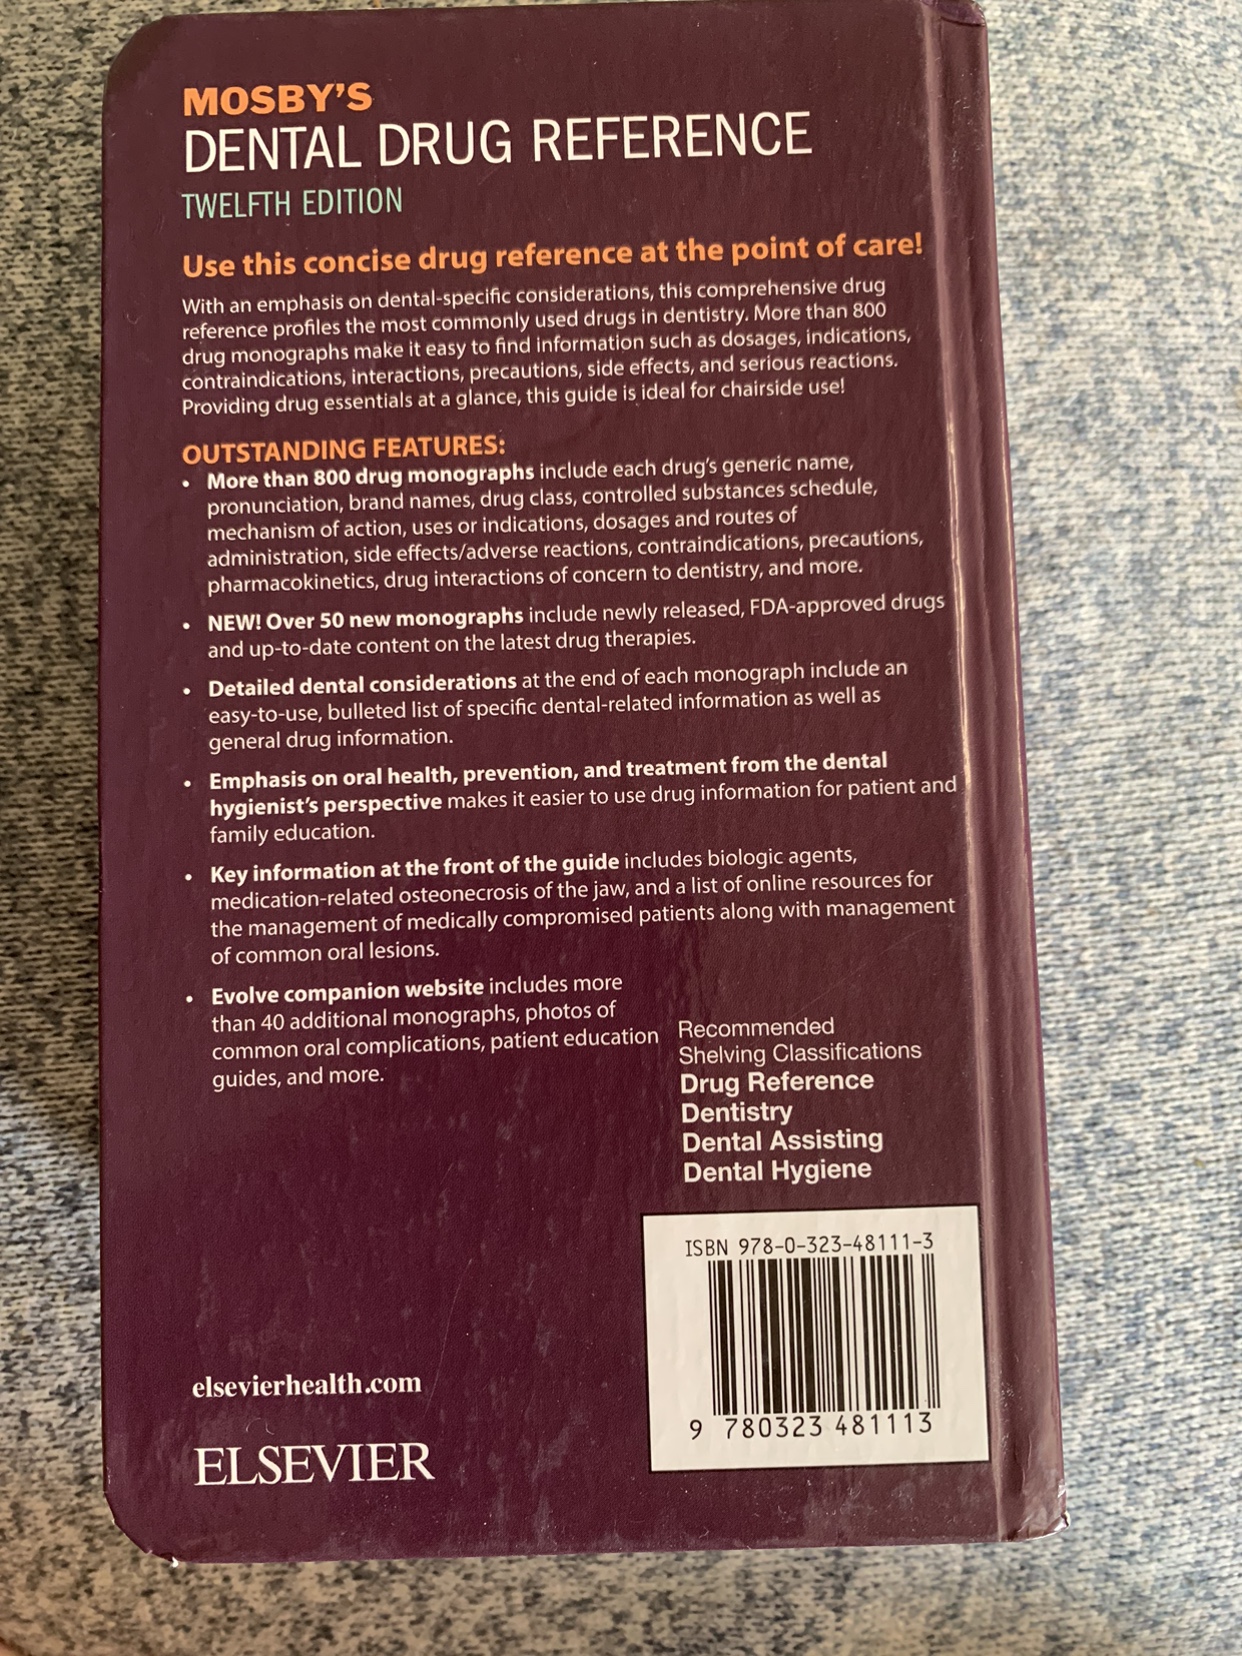 MOSBY'S
DENTAL DRUG REFERENCE
TWELFTH EDITION
Use this concise drug reference at the point of care!
With an emphasis on dental-specific considerations, this comprehensive drug
reference profiles the most commonly used drugs in dentistry. More than 800
drug monographs make it easy to find information such as dosages, indications,
contraindications, interactions, precautions, side effects, and serious reactions.
Providing drug essentials at a glance, this guide is ideal for chairside use!
OUTSTANDING FEATURES:
• More than 800 drug monographs include each drug's generic name,
pronunciation, brand names, drug class, controlled substances schedule,
mechanism of action, uses or indications, dosages and routes of
administration, side effects/adverse reactions, contraindications, precautions,
pharmacokinetics, drug interactions of concern to dentistry, and more.
• NEW! Over 50 new monographs include newly released, FDA-approved drugs
and up-to-date content on the latest drug therapies.
• Detailed dental considerations at the end of each monograph include an
easy-to-use, bulleted list of specific dental-related information as well as
general drug information.
• Emphasis on oral health, prevention, and treatment from the dental
hygienist's perspective makes it easier to use drug information for patient and
family education.
• Key information at the front of the guide includes biologic agents,
medication-related osteonecrosis of the jaw, and a list of online resources for
the management of medically compromised patients along with management
of common oral lesions.
• Evolve companion website includes more
than 40 additional monographs, photos of
common oral complications, patient education
guides, and more.
Recommended
Shelving Classifications
Drug Reference
Dentistry
Dental Assisting
Dental Hygiene
ISBN 978-0-323-48111-3
9 780323 481113
elsevierhealth.com
ELSEVIER